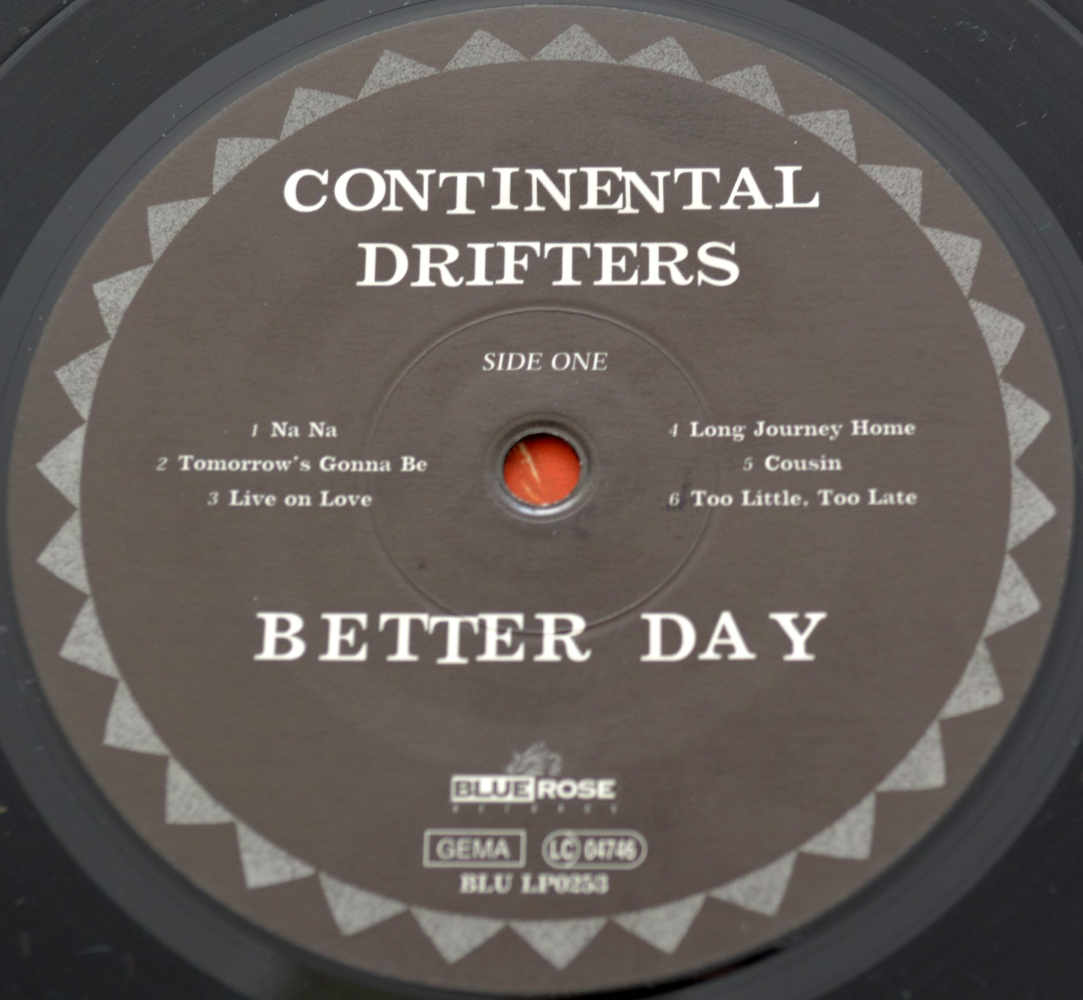 CONTINENTAL
DRIFTERS
SIDE ONE
1 Na Na
2 Tomorrow's Gonna Be
3 Live on Love
4 Long Journey Home
5 Cousin
6 Too Little, Too Late
BETTER DAY
BLUE ROSE
RECORDS
GEMA LC 04746
BLU LP0253